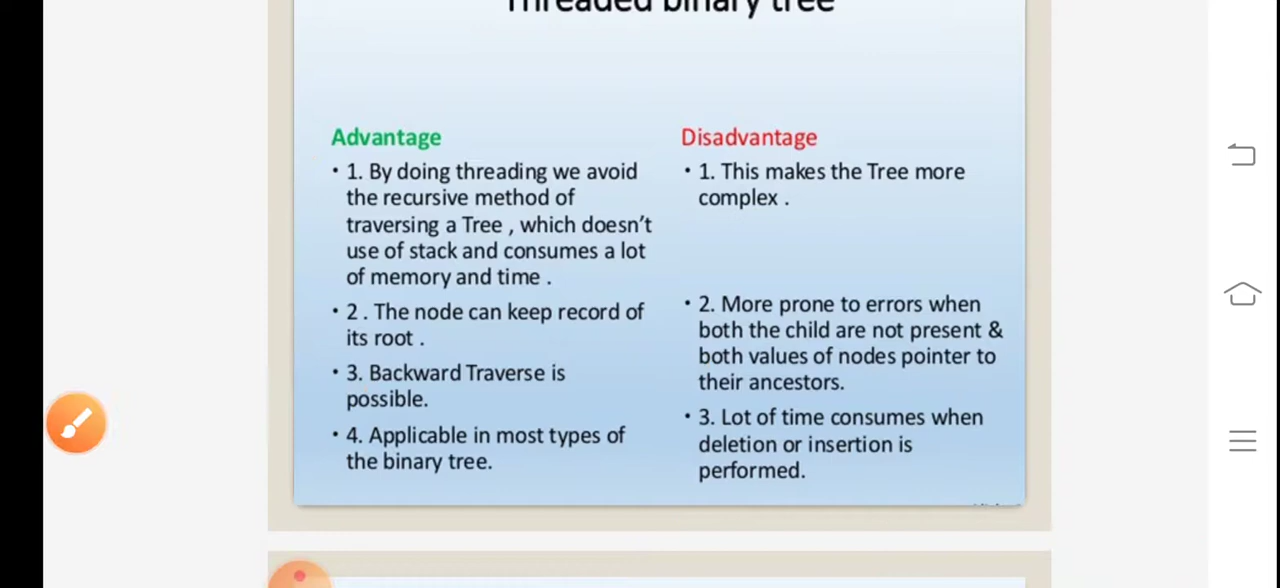 Threaded binary tree
Advantage
• 1. By doing threading we avoid
the recursive method of
traversing a Tree , which doesn't
use of stack and consumes a lot
of memory and time .
• 2 . The node can keep record of
its root .
• 3. Backward Traverse is
possible.
• 4. Applicable in most types of
the binary tree.
Disadvantage
• 1. This makes the Tree more
complex .
• 2. More prone to errors when
both the child are not present &
both values of nodes pointer to
their ancestors.
• 3. Lot of time consumes when
deletion or insertion is
performed.